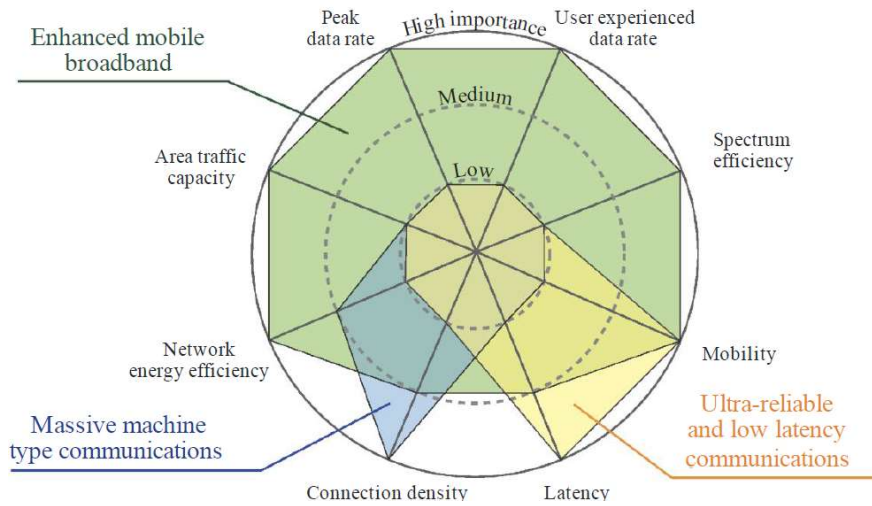 Peak
data rate
High importance
User experienced
data rate
Enhanced mobile
broadband
Medium
Area traffic
capacity
Spectrum
efficiency
Low
Network
energy efficiency
Mobility
Massive machine
type communications
Ultra-reliable
and low latency
communications
Connection density
Latency